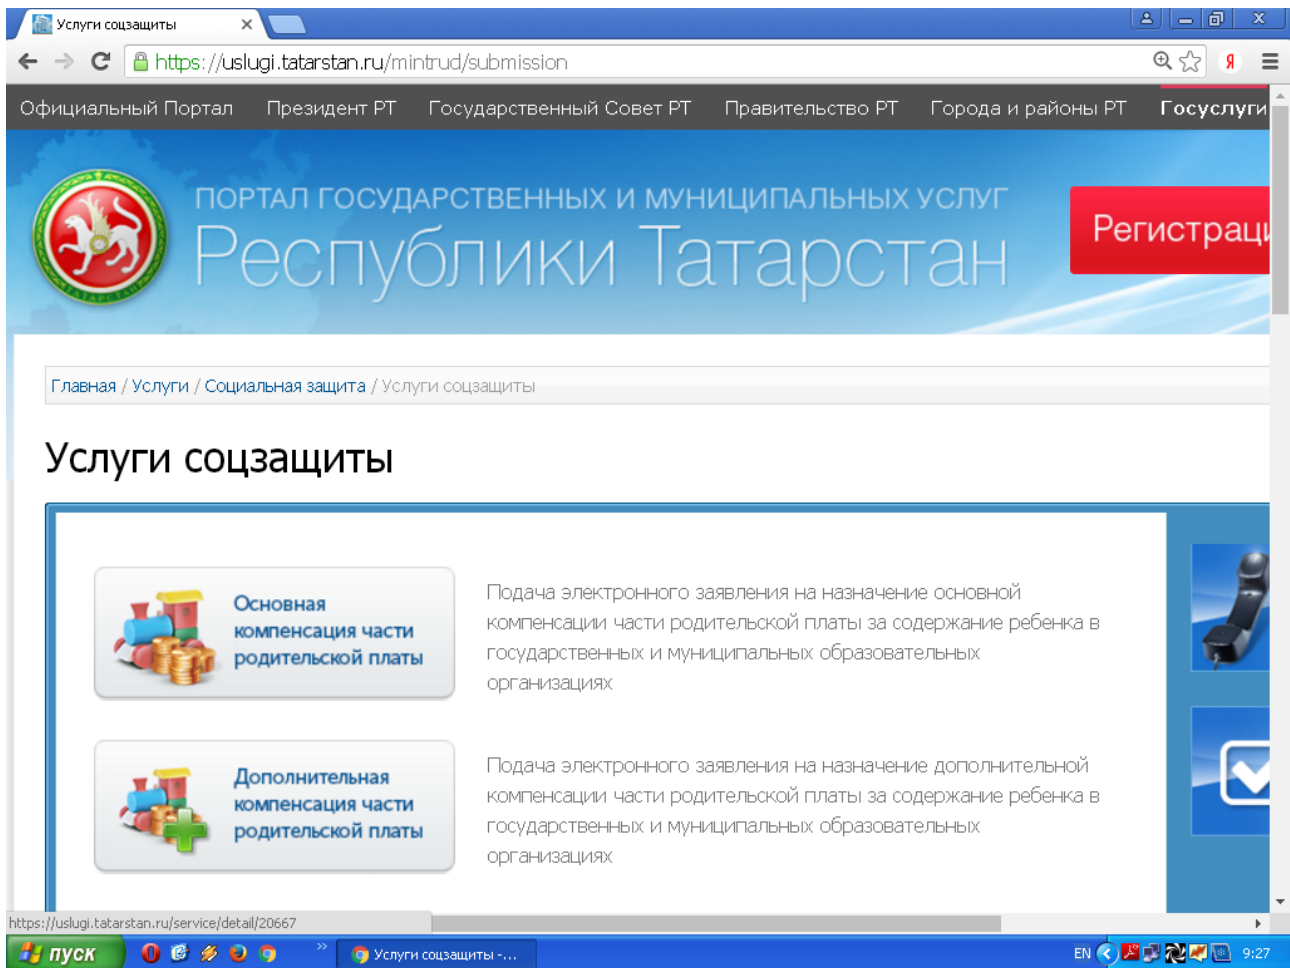 Услуги соцзащиты
https://uslugi.tatarstan.ru/mintrud/submission
Я
Официальный Портал Президент РТ Государственный Совет РТ Правительство РТ Города и районы РТ Госуслуги
ПОРТАЛ ГОСУДАРСТВЕННЫХ И МУНИЦИПАЛЬНЫХ УСЛУГ
Республики Татарстан
Регистраци
ТАТАРСТАН
Главная / Услуги / Социальная защита / Услуги соцзащиты
Услуги соцзащиты
Основная
компенсация части
родительской платы
Подача электронного заявления на назначение основной
компенсации части родительской платы за содержание ребенка в
государственных и муниципальных образовательных
организациях
Дополнительная
компенсация части
родительской платы
Подача электронного заявления на назначение дополнительной
компенсации части родительской платы за содержание ребенка в
государственных и муниципальных образовательных
организациях
https://uslugi.tatarstan.ru/service/detail/20667
пуск
Услуги соцзащиты -...
EN
9:27